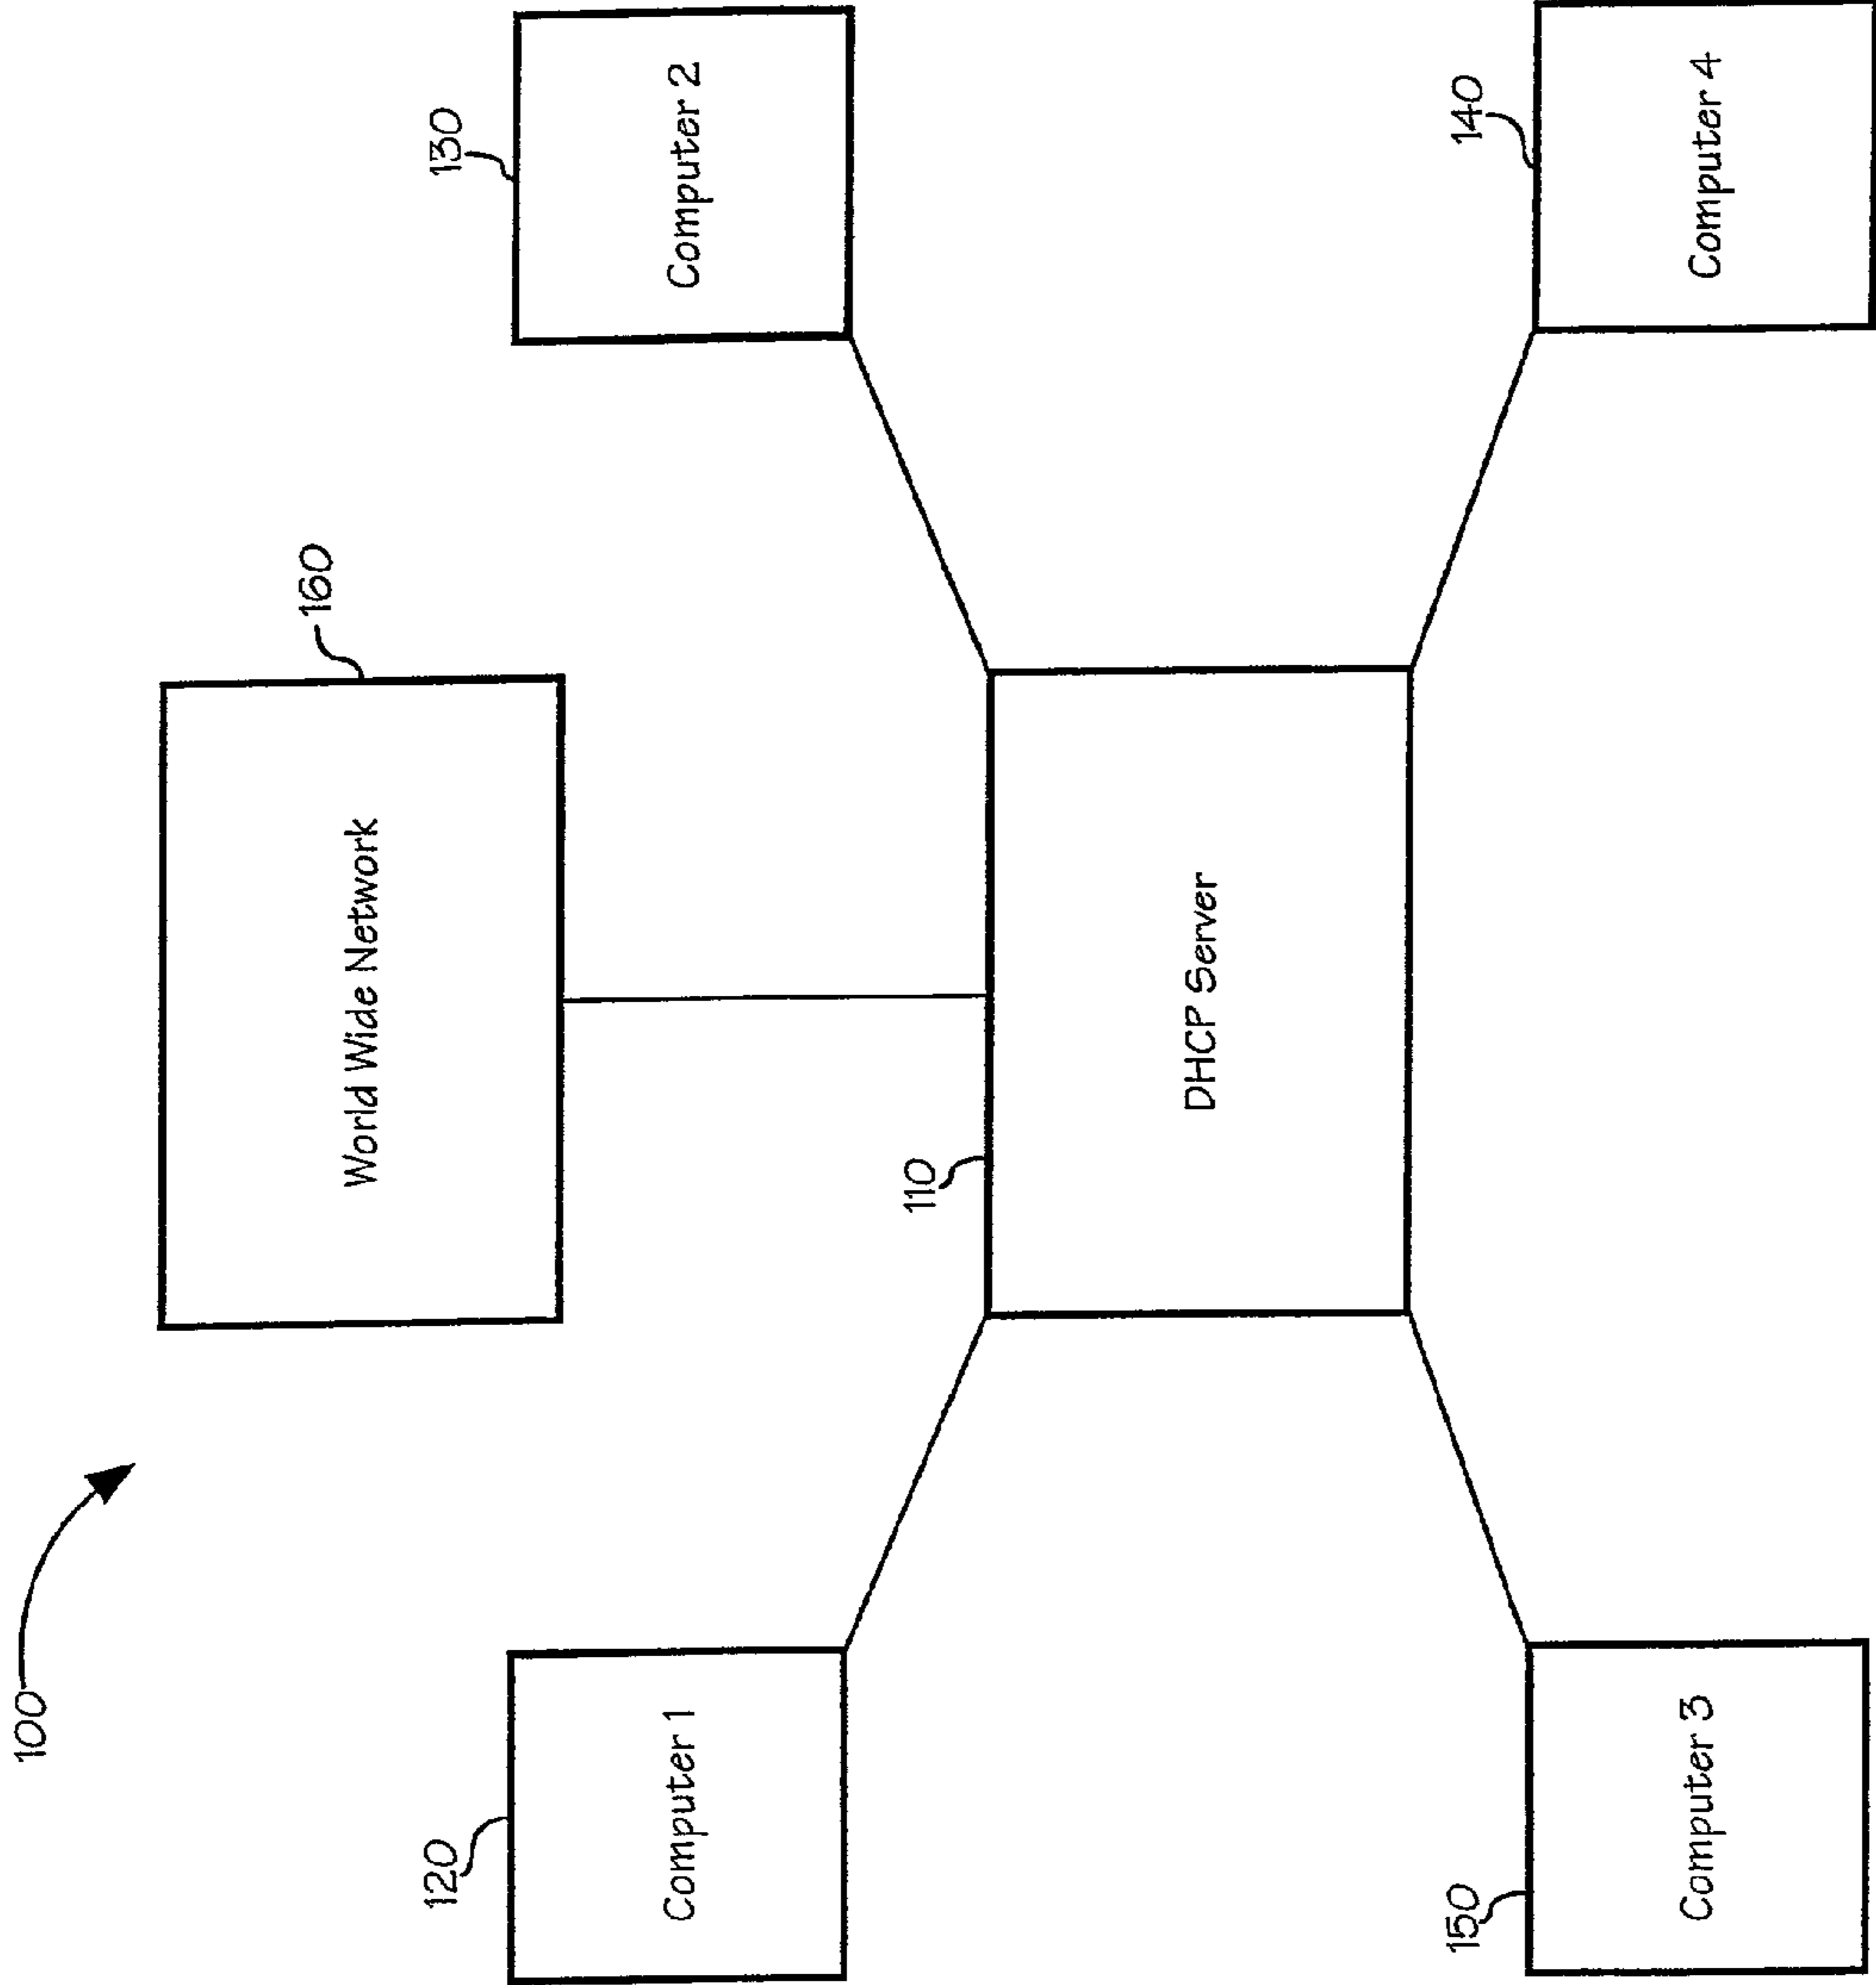 100
160
World Wide Network
120
Computer 1
130
Computer 2
110
DHCP Server
150
Computer 3
140
Computer 4